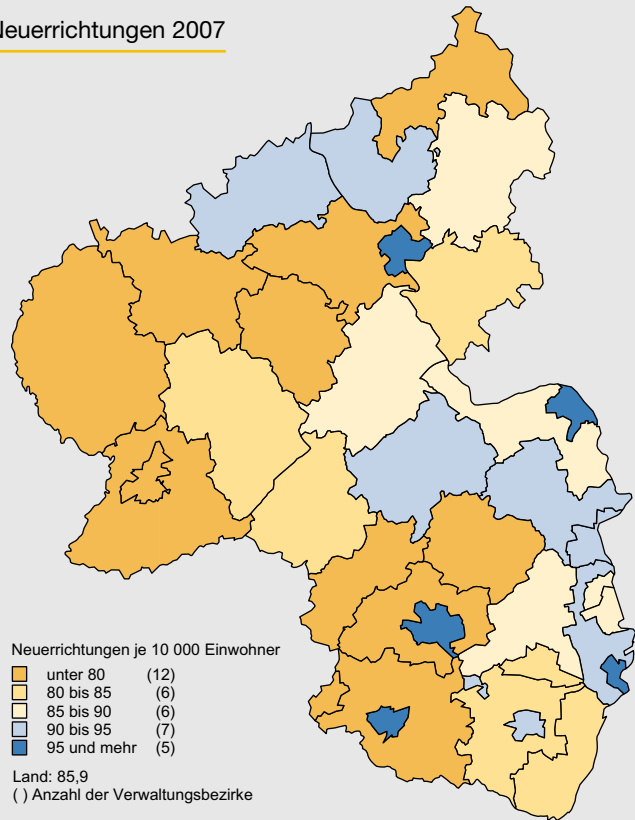 Neuerrichtungen 2007
Neuerrichtungen je 10 000 Einwohner
unter 80 (12)
80 bis 85 (6)
85 bis 90 (6)
90 bis 95 (7)
95 und mehr (5)
Land: 85,9
( ) Anzahl der Verwaltungsbezirke